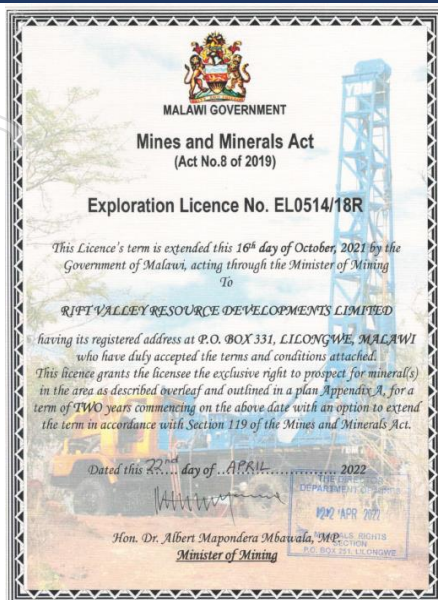 MALAWI GOVERNMENT
Mines and Minerals Act
(Act No.8 of 2019)
Exploration Licence No. EL0514/18R
This Licence's term is extended this 16th day of October, 2021 by the
Government of Malawi, acting through the Minister of Mining
To
RIFT VALLEY RESOURCE DEVELOPMENTS LIMITED
having its registered address at P.O. BOX 331, LILONGWE, MALAWI
who have duly accepted the terms and conditions attached.
This licence grants the licensee the exclusive right to prospect for mineral(s)
in the area as described overleaf and outlined in a plan Appendix A, for a
term of TWO years commencing on the above date with an option to extend
the term in accordance with Section 119 of the Mines and Minerals Act.
Dated this 22nd day of APRIL 2022
THE DIRECTOR
DEPARTMENT OF
APR 2022
MINERALS RIGHTS
SECTION
P.O. BOX 251, LILONGWE
Hon. Dr. Albert Mapondera Mbawala, MP.
Minister of Mining